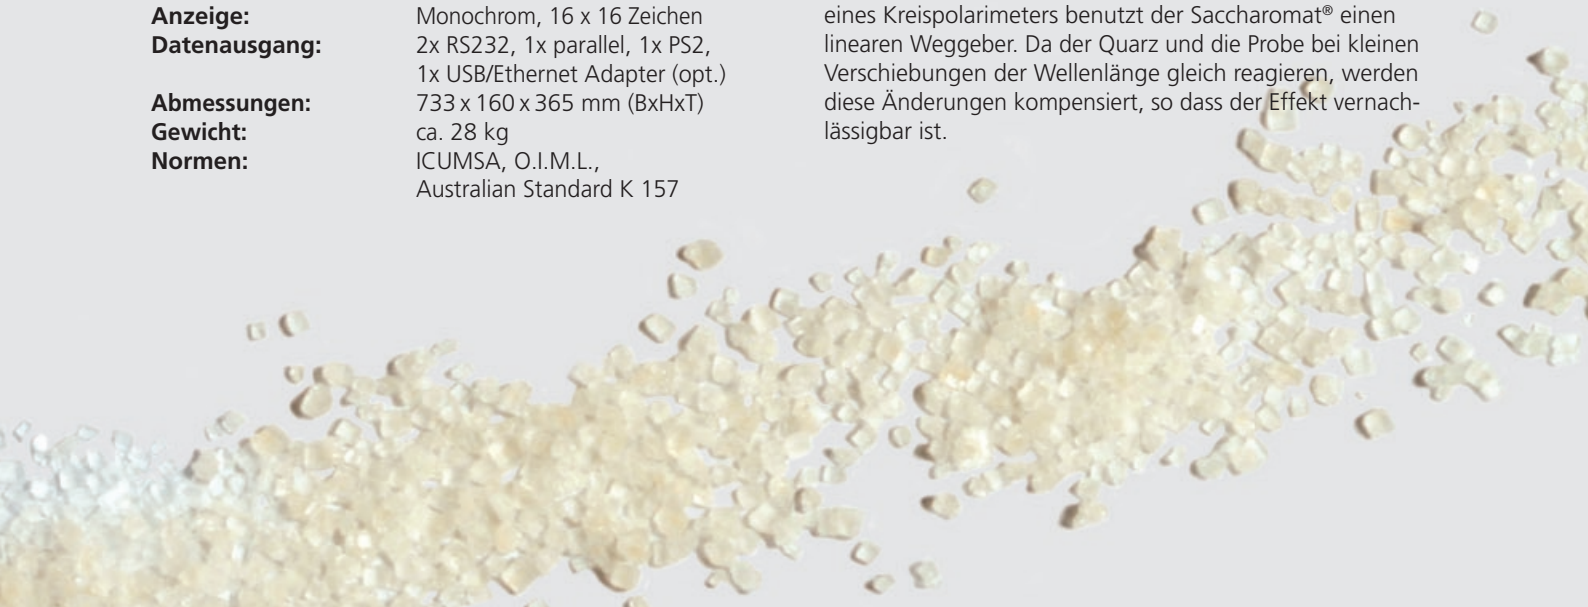 Anzeige: Monochrom, 16 x 16 Zeichen
Datenausgang: 2x RS232, 1x parallel, 1x PS2,
1x USB/Ethernet Adapter (opt.)
Abmessungen: 733 x 160 x 365 mm (BxHxT)
Gewicht: ca. 28 kg
Normen: ICUMSA, O.I.M.L.,
Australian Standard K 157
eines Kreispolarimeters benutzt der Saccharomat® einen
linearen Weggeber. Da der Quarz und die Probe bei kleinen
Verschiebungen der Wellenlänge gleich reagieren, werden
diese Änderungen kompensiert, so dass der Effekt vernach-
lässigbar ist.